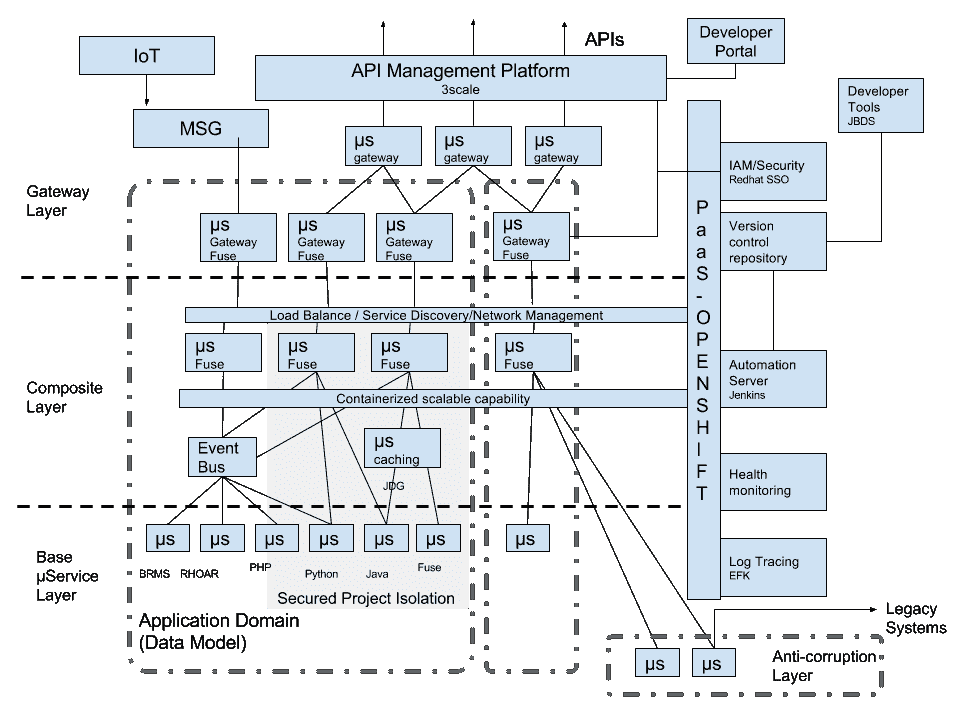 IoT
MSG
API Management Platform
3scale
APIs
Developer
Portal
Developer
Tools
JBDS
µs
gateway
µs
gateway
µs
gateway
Gateway
Layer
µs
Gateway
Fuse
µs
Gateway
Fuse
µs
Gateway
Fuse
µs
Gateway
Fuse
IAM/Security
Redhat SSO
Version
control
repository
PaaS-OPENSHIFT
Load Balance / Service Discovery/Network Management
µs
Fuse
µs
Fuse
µs
Fuse
µs
Fuse
Automation
Server
Jenkins
Composite
Layer
Containerized scalable capability
Event
Bus
µs
caching
JDG
Health
monitoring
Base
µService
Layer
µs
µs
µs
µs
µs
µs
µs
BRMS
RHOAR
PHP
Python
Java
Fuse
Log Tracing
EFK
Secured Project Isolation
Application Domain
(Data Model)
Legacy
Systems
µs
µs
Anti-corruption
Layer